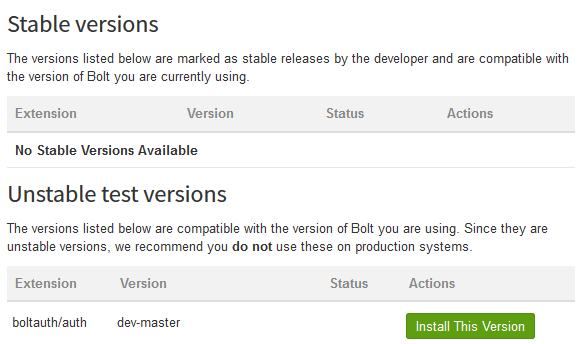 Stable versions
The versions listed below are marked as stable releases by the developer and are compatible with
the version of Bolt you are currently using.
Extension Version Status Actions
No Stable Versions Available
Unstable test versions
The versions listed below are compatible with the version of Bolt you are using. Since they are
unstable versions, we recommend you do not use these on production systems.
Extension Version Status Actions
boltauth/auth dev-master Install This Version